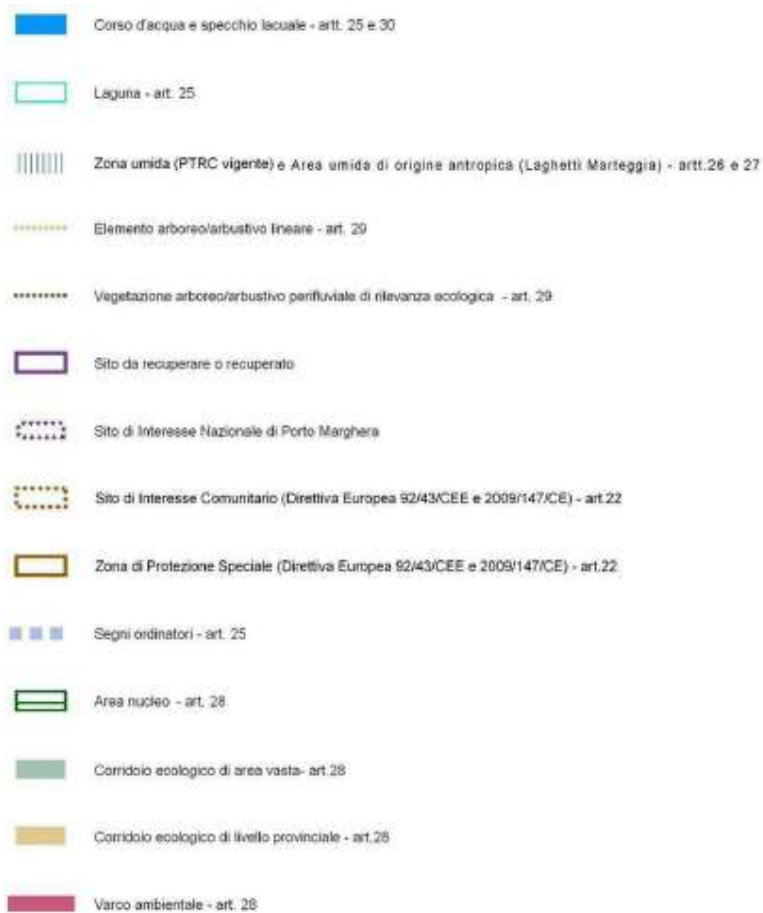 Corso d'acqua e specchio lacuale - artt. 25 e 30
Laguna - art. 25
Zona umida (PTRC vigente) e Area umida di origine antropica (Laghetti Marteggia) - artt.26 e 27
Elemento arboreo/arbustivo lineare - art. 29
Vegetazione arboreo/arbustivo perifluviale di rilevanza ecologica - art. 29
Sito da recuperare o recuperato
Sito di Interesse Nazionale di Porto Marghera
Sito di Interesse Comunitario (Direttiva Europea 92/43/CEE e 2009/147/CE) - art.22
Zona di Protezione Speciale (Direttiva Europea 92/43/CEE e 2009/147/CE) - art.22
Segni ordinatori - art. 25
Area nucleo - art. 28
Corridoio ecologico di area vasta- art.28
Corridoio ecologico di livello provinciale - art.28
Varco ambientale - art. 28